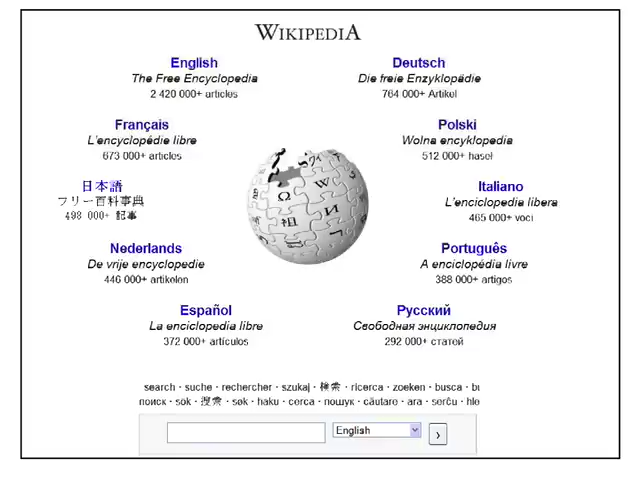 WIKIPEDIA
English
The Free Encyclopedia
2 420 000+ articles
Deutsch
Die freie Enzyklopädie
764 000+ Artikel
Français
L'encyclopédie libre
673 000+ articles
Polski
Wolna encyklopedia
512 000+ haseł
日本語
フリー百科事典
498 000+ 記事
Italiano
L'enciclopedia libera
465 000+ voci
Nederlands
De vrije encyclopedie
446 000+ artikelen
Português
A enciclopédia livre
388 000+ artigos
Español
La enciclopedia libre
372 000+ artículos
Русский
Свободная энциклопедия
292 000+ статей
Ω W И 祖
search · suche · rechercher · szukaj · 検索 · ricerca · zoeken · busca · bu
поиск · sök · 搜索 · søk · haku · cerca · пошук · căutare · ara · serĉu · hle
English